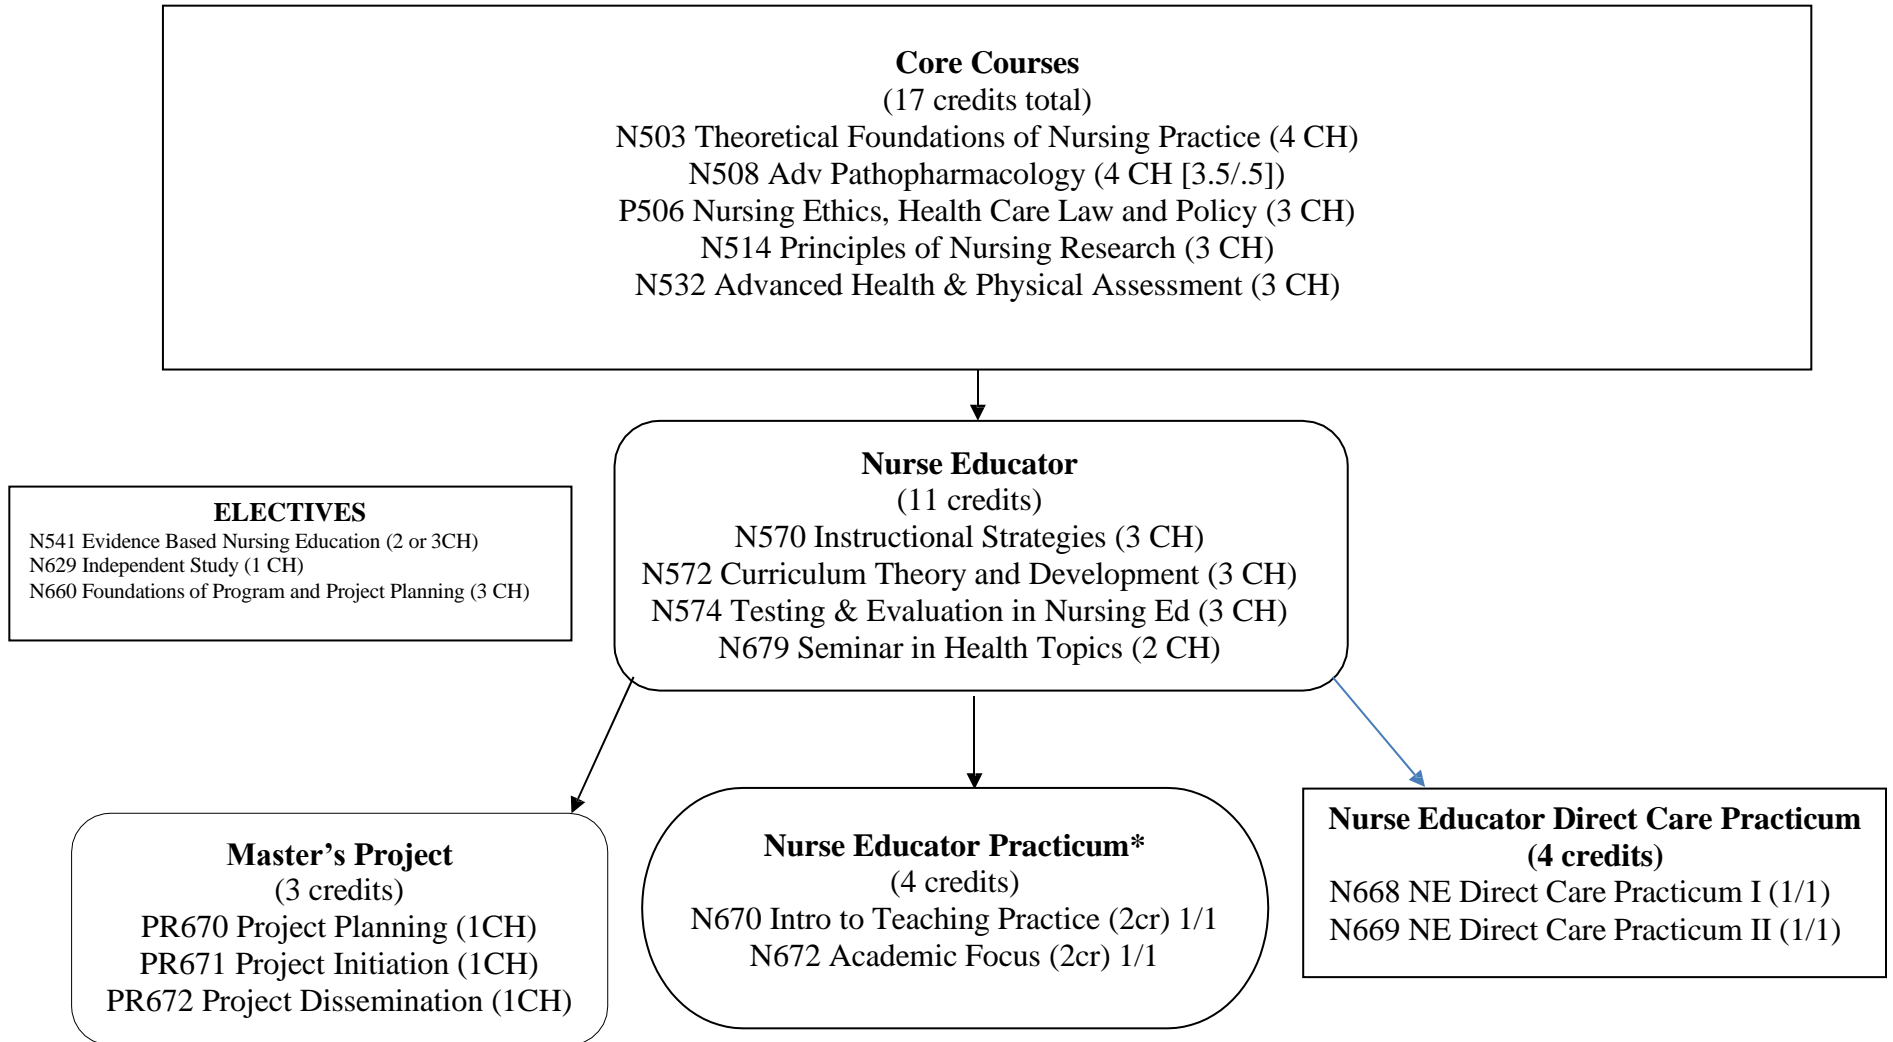 Core Courses
(17 credits total)
N503 Theoretical Foundations of Nursing Practice (4 CH)
N508 Adv Pathopharmacology (4 CH [3.5/.5])
P506 Nursing Ethics, Health Care Law and Policy (3 CH)
N514 Principles of Nursing Research (3 CH)
N532 Advanced Health & Physical Assessment (3 CH)
Nurse Educator
(11 credits)
N570 Instructional Strategies (3 CH)
N572 Curriculum Theory and Development (3 CH)
N574 Testing & Evaluation in Nursing Ed (3 CH)
N679 Seminar in Health Topics (2 CH)
ELECTIVES
N541 Evidence Based Nursing Education (2 or 3CH)
N629 Independent Study (1 CH)
N660 Foundations of Program and Project Planning (3 CH)
Master’s Project
(3 credits)
PR670 Project Planning (1CH)
PR671 Project Initiation (1CH)
PR672 Project Dissemination (1CH)
Nurse Educator Practicum*
(4 credits)
N670 Intro to Teaching Practice (2cr) 1/1
N672 Academic Focus (2cr) 1/1
Nurse Educator Direct Care Practicum
(4 credits)
N668 NE Direct Care Practicum I (1/1)
N669 NE Direct Care Practicum II (1/1)